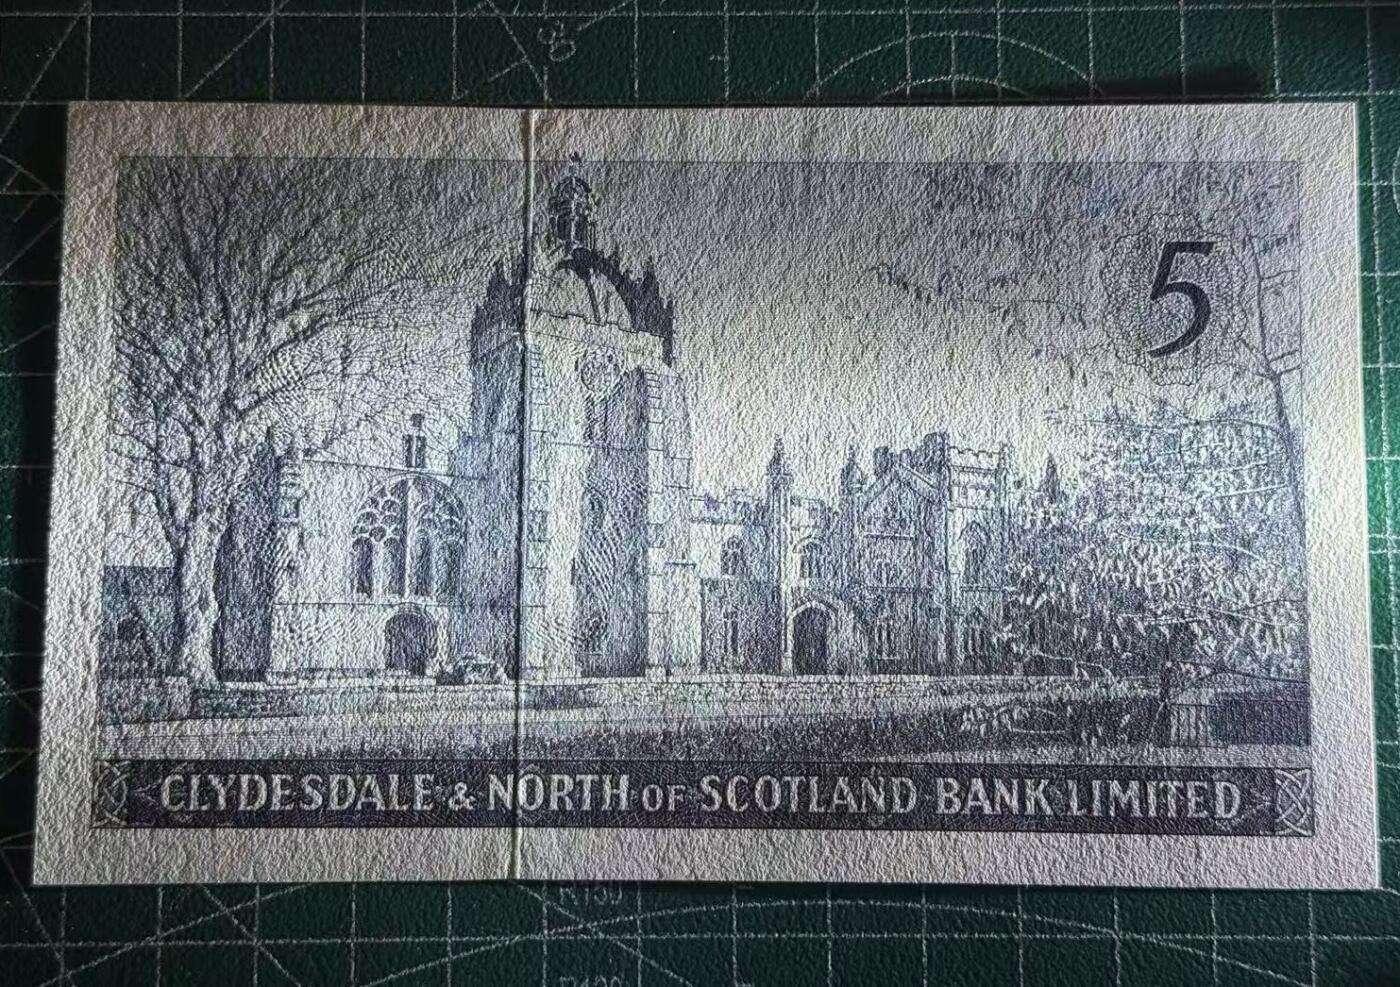 5
CLYDESDALE & NORTH OF SCOTLAND BANK LIMITED